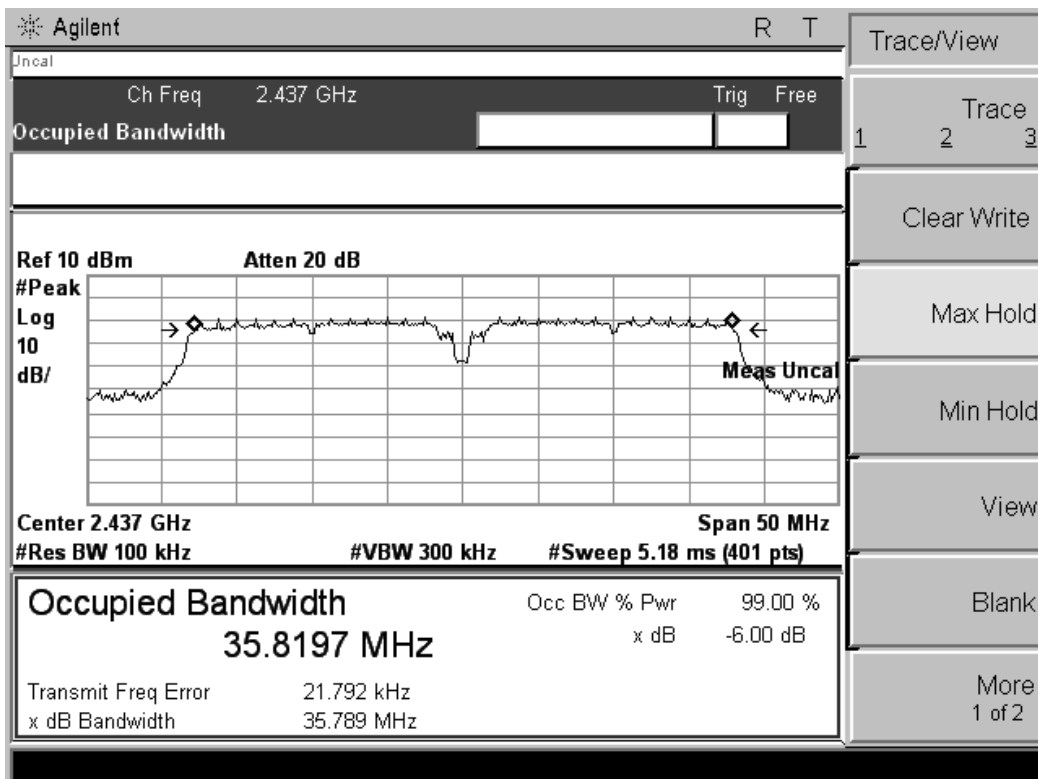 Agilent R T
Uncal
Ch Freq 2.437 GHz Trig Free
Occupied Bandwidth
Ref 10 dBm Atten 20 dB
#Peak
Log
10
dB/
Meas Uncal
Center 2.437 GHz Span 50 MHz
#Res BW 100 kHz #VBW 300 kHz #Sweep 5.18 ms (401 pts)
Occupied Bandwidth
35.8197 MHz
Occ BW % Pwr 99.00 %
x dB -6.00 dB
Transmit Freq Error 21.792 kHz
x dB Bandwidth 35.789 MHz
Trace/View
Trace
1 2 3
Clear Write
Max Hold
Min Hold
View
Blank
More
1 of 2